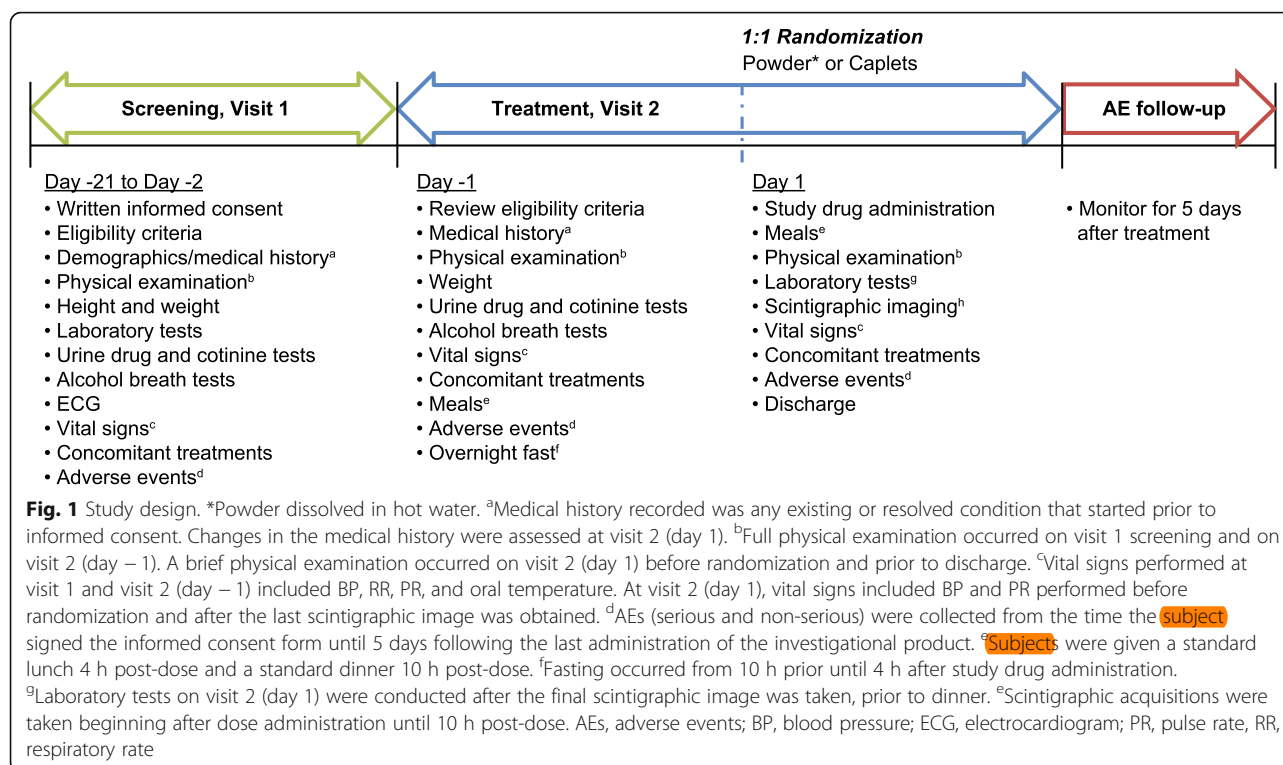 1:1 Randomization
Powder* or Caplets
Screening, Visit 1
Treatment, Visit 2
AE follow-up
Day -21 to Day -2
• Written informed consent
• Eligibility criteria
• Demographics/medical historyᵃ
• Physical examinationᵇ
• Height and weight
• Laboratory tests
• Urine drug and cotinine tests
• Alcohol breath tests
• ECG
• Vital signsᶜ
• Concomitant treatments
• Adverse eventsᵈ
Day -1
• Review eligibility criteria
• Medical historyᵃ
• Physical examinationᵇ
• Weight
• Urine drug and cotinine tests
• Alcohol breath tests
• Vital signsᶜ
• Concomitant treatments
• Mealsᵉ
• Adverse eventsᵈ
• Overnight fastᶠ
Day 1
• Study drug administration
• Mealsᵉ
• Physical examinationᵇ
• Laboratory testsᵍ
• Scintigraphic imagingʰ
• Vital signsᶜ
• Concomitant treatments
• Adverse eventsᵈ
• Discharge
• Monitor for 5 days
after treatment
Fig. 1 Study design. *Powder dissolved in hot water. ᵃMedical history recorded was any existing or resolved condition that started prior to
informed consent. Changes in the medical history were assessed at visit 2 (day 1). ᵇFull physical examination occurred on visit 1 screening and on
visit 2 (day − 1). A brief physical examination occurred on visit 2 (day 1) before randomization and prior to discharge. ᶜVital signs performed at
visit 1 and visit 2 (day − 1) included BP, RR, PR, and oral temperature. At visit 2 (day 1), vital signs included BP and PR performed before
randomization and after the last scintigraphic image was obtained. ᵈAEs (serious and non-serious) were collected from the time the subject
signed the informed consent form until 5 days following the last administration of the investigational product. ᵉSubjects were given a standard
lunch 4 h post-dose and a standard dinner 10 h post-dose. ᶠFasting occurred from 10 h prior until 4 h after study drug administration.
ᵍLaboratory tests on visit 2 (day 1) were conducted after the final scintigraphic image was taken, prior to dinner. ᵉScintigraphic acquisitions were
taken beginning after dose administration until 10 h post-dose. AEs, adverse events; BP, blood pressure; ECG, electrocardiogram; PR, pulse rate, RR,
respiratory rate